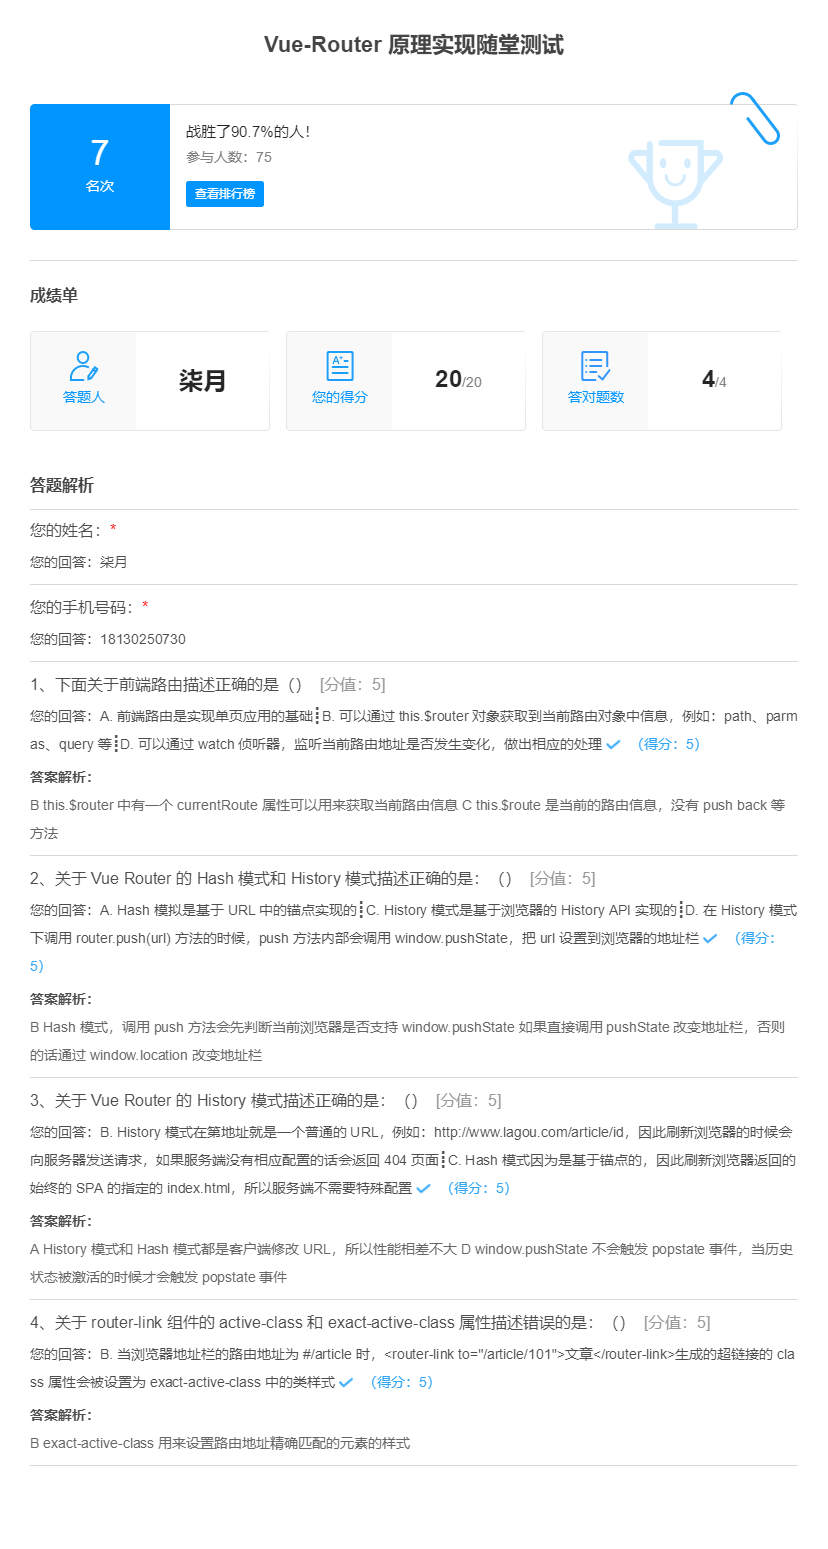 Vue-Router 原理实现随堂测试
7
名次
战胜了90.7%的人！
参与人数：75
查看排行榜
成绩单
答题人
柒月
您的得分
20/20
答对题数
4/4
答题解析
您的姓名：*
您的回答：柒月
您的手机号码：*
您的回答：18130250730
1、下面关于前端路由描述正确的是（） [分值：5]
您的回答：A. 前端路由是实现单页应用的基础┋B. 可以通过 this.$router 对象获取到当前路由对象中信息，例如：path、parm
as、query 等┋D. 可以通过 watch 侦听器，监听当前路由地址是否发生变化，做出相应的处理 （得分：5）
答案解析：
B this.$router 中有一个 currentRoute 属性可以用来获取当前路由信息 C this.$route 是当前的路由信息，没有 push back 等
方法
2、关于 Vue Router 的 Hash 模式和 History 模式描述正确的是：（） [分值：5]
您的回答：A. Hash 模拟是基于 URL 中的锚点实现的┋C. History 模式是基于浏览器的 History API 实现的┋D. 在 History 模式
下调用 router.push(url) 方法的时候，push 方法内部会调用 window.pushState，把 url 设置到浏览器的地址栏 （得分：
5）
答案解析：
B Hash 模式，调用 push 方法会先判断当前浏览器是否支持 window.pushState 如果直接调用 pushState 改变地址栏，否则
的话通过 window.location 改变地址栏
3、关于 Vue Router 的 History 模式描述正确的是：（） [分值：5]
您的回答：B. History 模式在第地址就是一个普通的 URL，例如：http://www.lagou.com/article/id，因此刷新浏览器的时候会
向服务器发送请求，如果服务端没有相应配置的话会返回 404 页面┋C. Hash 模式因为是基于锚点的，因此刷新浏览器返回的
始终的 SPA 的指定的 index.html，所以服务端不需要特殊配置 （得分：5）
答案解析：
A History 模式和 Hash 模式都是客户端修改 URL，所以性能相差不大 D window.pushState 不会触发 popstate 事件，当历史
状态被激活的时候才会触发 popstate 事件
4、关于 router-link 组件的 active-class 和 exact-active-class 属性描述错误的是：（） [分值：5]
您的回答：B. 当浏览器地址栏的路由地址为 #/article 时，<router-link to="/article/101">文章</router-link>生成的超链接的 cla
ss 属性会被设置为 exact-active-class 中的类样式 （得分：5）
答案解析：
B exact-active-class 用来设置路由地址精确匹配的元素的样式